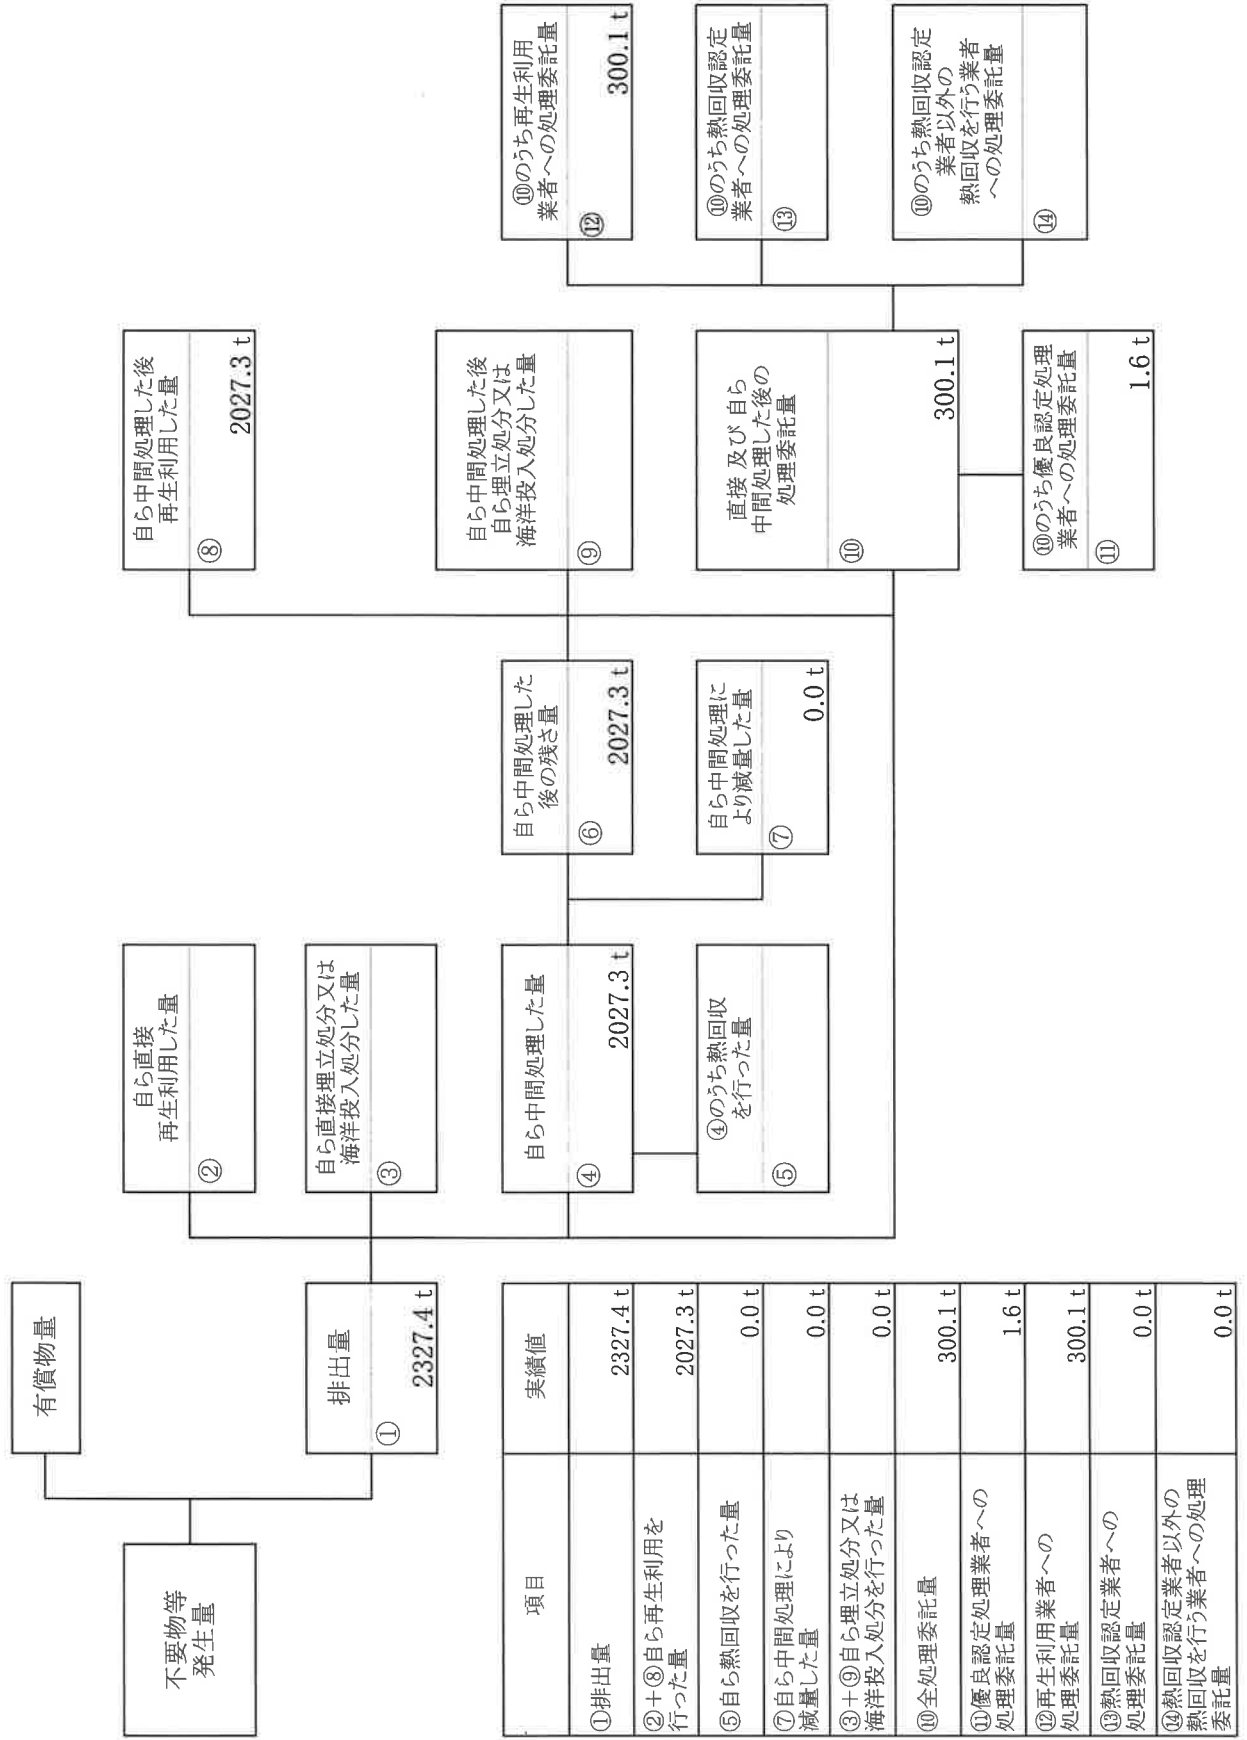 有償物量
不要物等
発生量
排出量
①
2327.4 t
自ら直接
再生利用した量
②
自ら直接埋立処分又は
海洋投入処分した量
③
自ら中間処理した量
④
2027.3 t
④のうち熱回収
を行った量
⑤
自ら中間処理した
後の残さ量
⑥
2027.3 t
自ら中間処理に
より減量した量
⑦
0.0 t
自ら中間処理した後
再生利用した量
⑧
2027.3 t
自ら中間処理した後
自ら埋立処分又は
海洋投入処分した量
⑨
直接 及び 自ら
中間処理した後の
処理委託量
⑩
300.1 t
⑩のうち優良認定処理
業者への処理委託量
⑪
1.6 t
⑩のうち再生利用
業者への処理委託量
⑫
300.1 t
⑩のうち熱回収認定
業者への処理委託量
⑬
⑩のうち熱回収認定
業者以外の
熱回収を行う業者
への処理委託量
⑭
項目 実績値
①排出量 2327.4 t
②+⑧自ら再生利用を
行った量 2027.3 t
⑤自ら熱回収を行った量 0.0 t
⑦自ら中間処理により
減量した量 0.0 t
③+⑨自ら埋立処分又は
海洋投入処分を行った量 0.0 t
⑩全処理委託量 300.1 t
⑪優良認定処理業者への
処理委託量 1.6 t
⑫再生利用業者への
処理委託量 300.1 t
⑬熱回収認定業者への
処理委託量 0.0 t
⑭熱回収認定業者以外の
熱回収を行う業者への処理
委託量 0.0 t